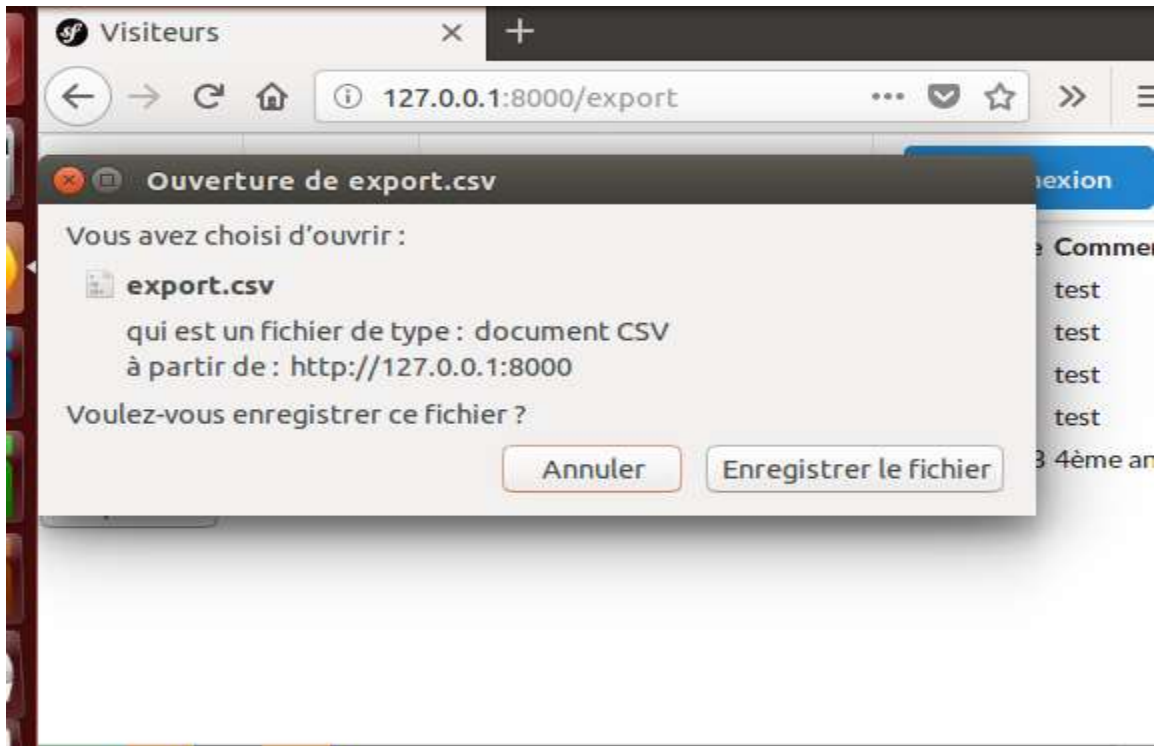 sf Visiteurs
127.0.0.1:8000/export
Ouverture de export.csv
Vous avez choisi d'ouvrir :
export.csv
qui est un fichier de type : document CSV
à partir de : http://127.0.0.1:8000
Voulez-vous enregistrer ce fichier ?
Annuler Enregistrer le fichier
test
test
test
test
4ème